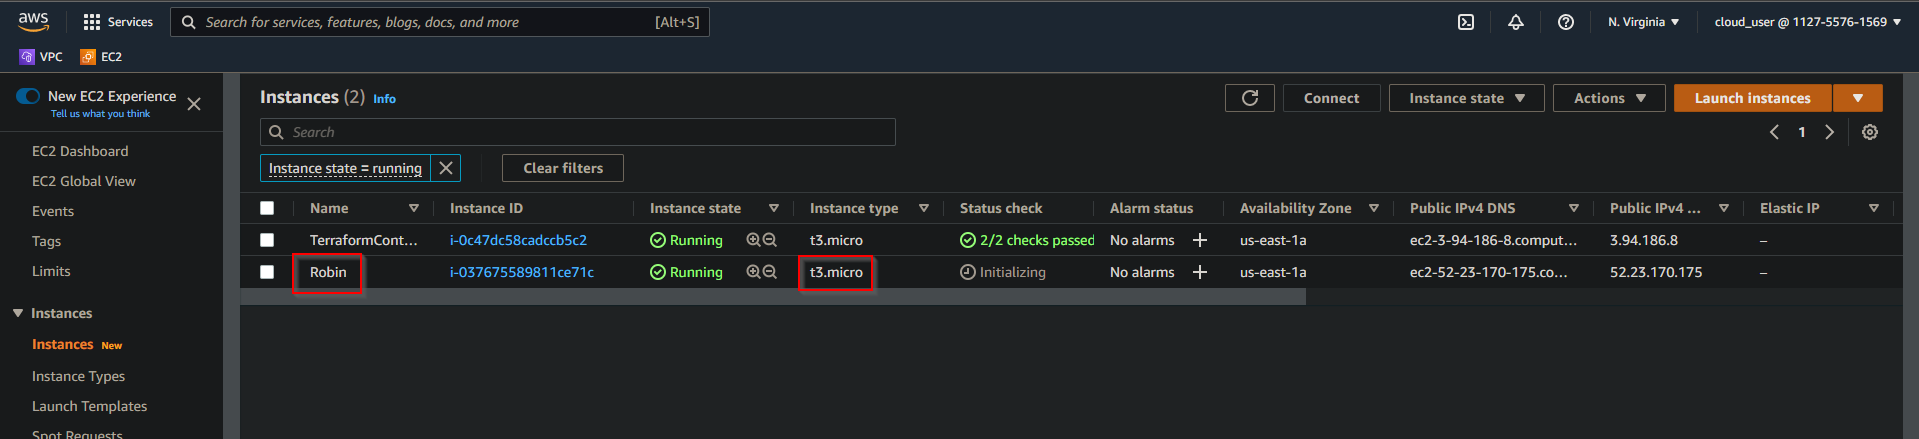 aws Services Search for services, features, blogs, docs, and more [Alt+S] N. Virginia ▼ cloud_user @ 1127-5576-1569 ▼
VPC EC2
New EC2 Experience
Tell us what you think
EC2 Dashboard
EC2 Global View
Events
Tags
Limits
Instances
Instances New
Instance Types
Launch Templates
Spot Requests
Instances (2) Info Connect Instance state ▼ Actions ▼ Launch instances ▼
Search 1
Instance state = running Clear filters
Name Instance ID Instance state Instance type Status check Alarm status Availability Zone Public IPv4 DNS Public IPv4 ... Elastic IP
TerraformCont... i-0c47dc58cadccb5c2 Running t3.micro 2/2 checks passed No alarms + us-east-1a ec2-3-94-186-8.comput... 3.94.186.8 –
Robin i-037675589811ce71c Running t3.micro Initializing No alarms + us-east-1a ec2-52-23-170-175.co... 52.23.170.175 –